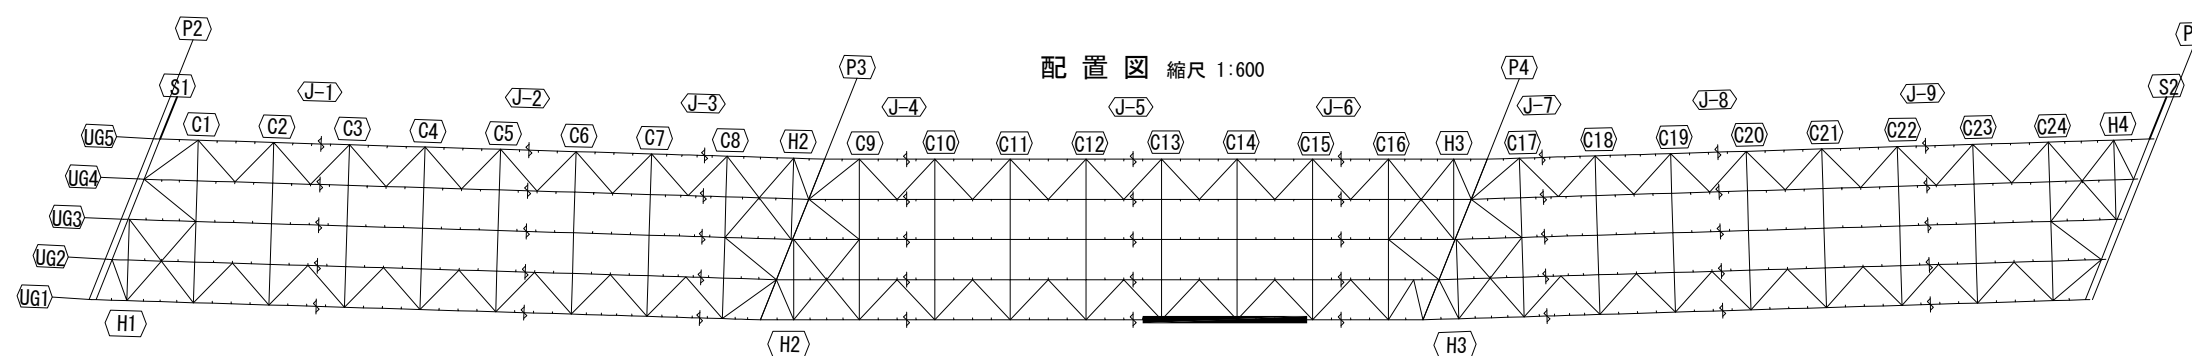 P2
P3
配置図 縮尺 1:600
P4
P
S1
J-1
J-2
J-3
J-4
J-5
J-6
J-7
J-8
J-9
S2
UG5
C1
C2
C3
C4
C5
C6
C7
C8
H2
C9
C10
C11
C12
C13
C14
C15
C16
H3
C17
C18
C19
C20
C21
C22
C23
C24
H4
UG4
UG3
UG2
UG1
H1
H2
H3